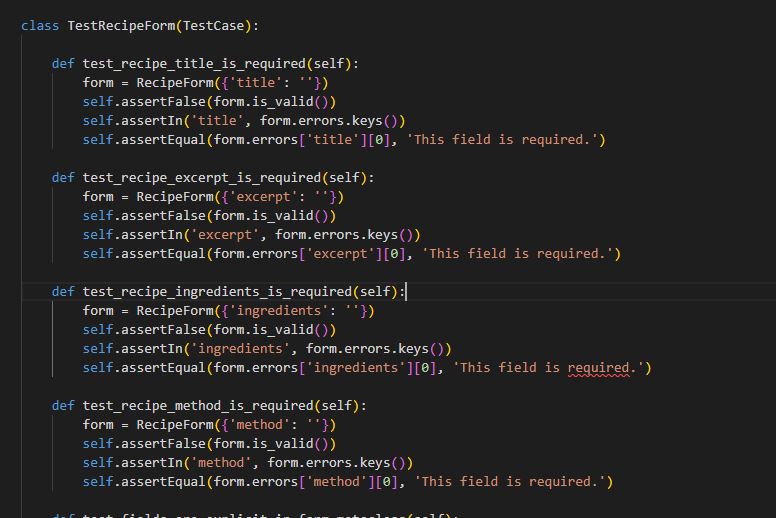 class TestRecipeForm(TestCase):
def test_recipe_title_is_required(self):
form = RecipeForm({'title': ''})
self.assertFalse(form.is_valid())
self.assertIn('title', form.errors.keys())
self.assertEqual(form.errors['title'][0], 'This field is required.')
def test_recipe_excerpt_is_required(self):
form = RecipeForm({'excerpt': ''})
self.assertFalse(form.is_valid())
self.assertIn('excerpt', form.errors.keys())
self.assertEqual(form.errors['excerpt'][0], 'This field is required.')
def test_recipe_ingredients_is_required(self):
form = RecipeForm({'ingredients': ''})
self.assertFalse(form.is_valid())
self.assertIn('ingredients', form.errors.keys())
self.assertEqual(form.errors['ingredients'][0], 'This field is required.')
def test_recipe_method_is_required(self):
form = RecipeForm({'method': ''})
self.assertFalse(form.is_valid())
self.assertIn('method', form.errors.keys())
self.assertEqual(form.errors['method'][0], 'This field is required.')